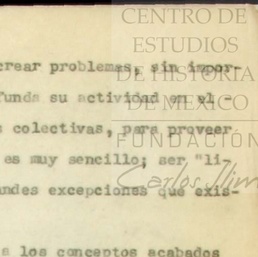 CENTRO DE
ESTUDIOS
DE HISTORIA
DE MEXICO
FUNDACIÓN
Carlos Slim
crear problemas, sin impor-
funda su actividad en el -
s colectivas, para proveer
es muy sencillo; ser "li-
andes excepciones que exis-
a los conceptos acabados